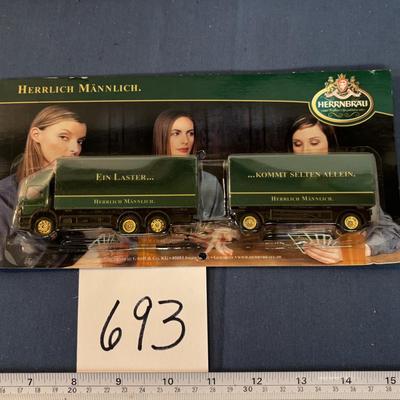 HERRLICH MÄNNLICH.
HERRNBRÄU
EIN LASTER...
HERRLICH MÄNNLICH.
...KOMMT SELTEN ALLEIN.
HERRLICH MÄNNLICH.
693
7 8 9 10 11 12 13 14 15